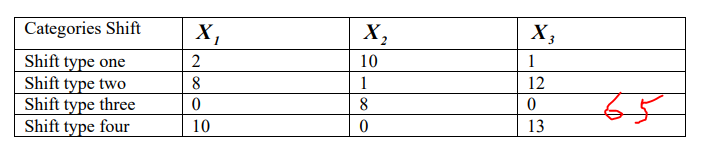 Categories Shift X1 X2 X3
Shift type one 2 10 1
Shift type two 8 1 12
Shift type three 0 8 0 65
Shift type four 10 0 13